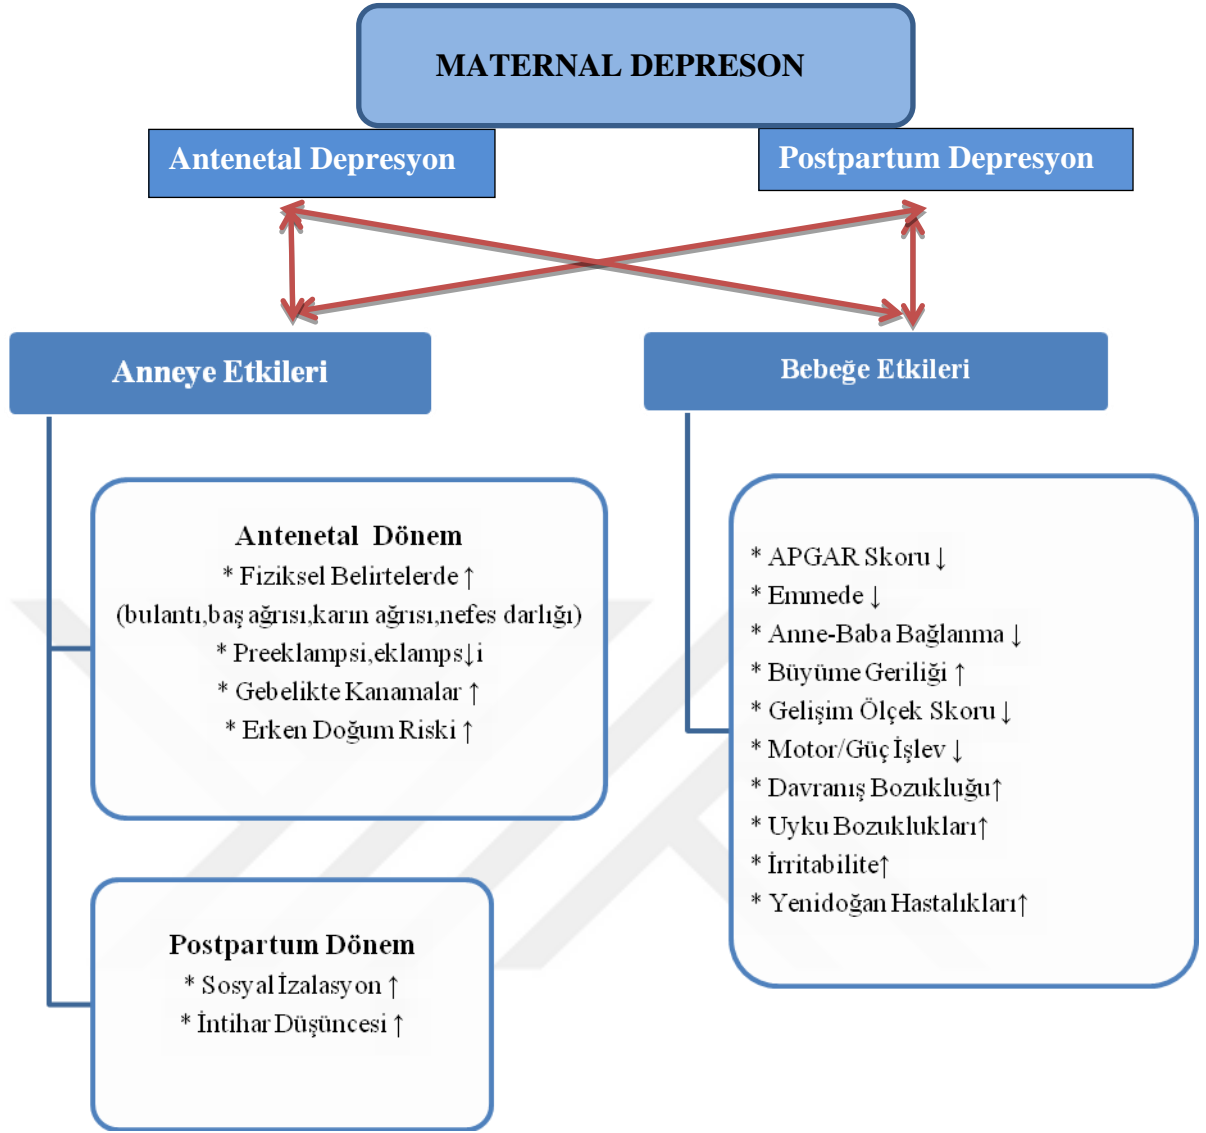 MATERNAL DEPRESON
Antenetal Depresyon
Postpartum Depresyon
Anneye Etkileri
Bebeğe Etkileri
Antenetal Dönem
* Fiziksel Belirtelerde ↑
(bulantı,baş ağrısı,karın ağrısı,nefes darlığı)
* Preeklampsi,eklamps↓i
* Gebelikte Kanamalar ↑
* Erken Doğum Riski ↑
Postpartum Dönem
* Sosyal İzalasyon ↑
* İntihar Düşüncesi ↑
* APGAR Skoru ↓
* Emmede ↓
* Anne-Baba Bağlanma ↓
* Büyüme Geriliği ↑
* Gelişim Ölçek Skoru ↓
* Motor/Güç İşlev ↓
* Davranış Bozukluğu↑
* Uyku Bozuklukları↑
* İrritabilite↑
* Yenidoğan Hastalıkları↑